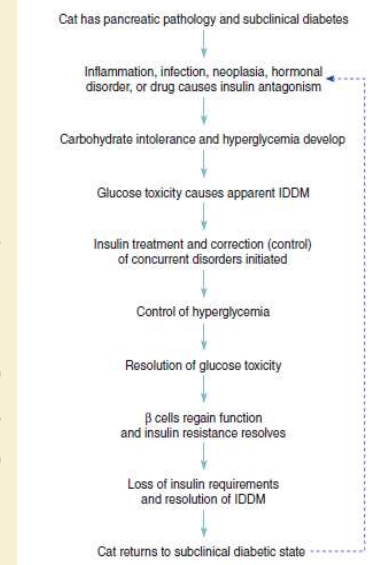 Cat has pancreatic pathology and subclinical diabetes
Inflammation, infection, neoplasia, hormonal
disorder, or drug causes insulin antagonism
Carbohydrate intolerance and hyperglycemia develop
Glucose toxicity causes apparent IDDM
Insulin treatment and correction (control)
of concurrent disorders initiated
Control of hyperglycemia
Resolution of glucose toxicity
β cells regain function
and insulin resistance resolves
Loss of insulin requirements
and resolution of IDDM
Cat returns to subclinical diabetic state